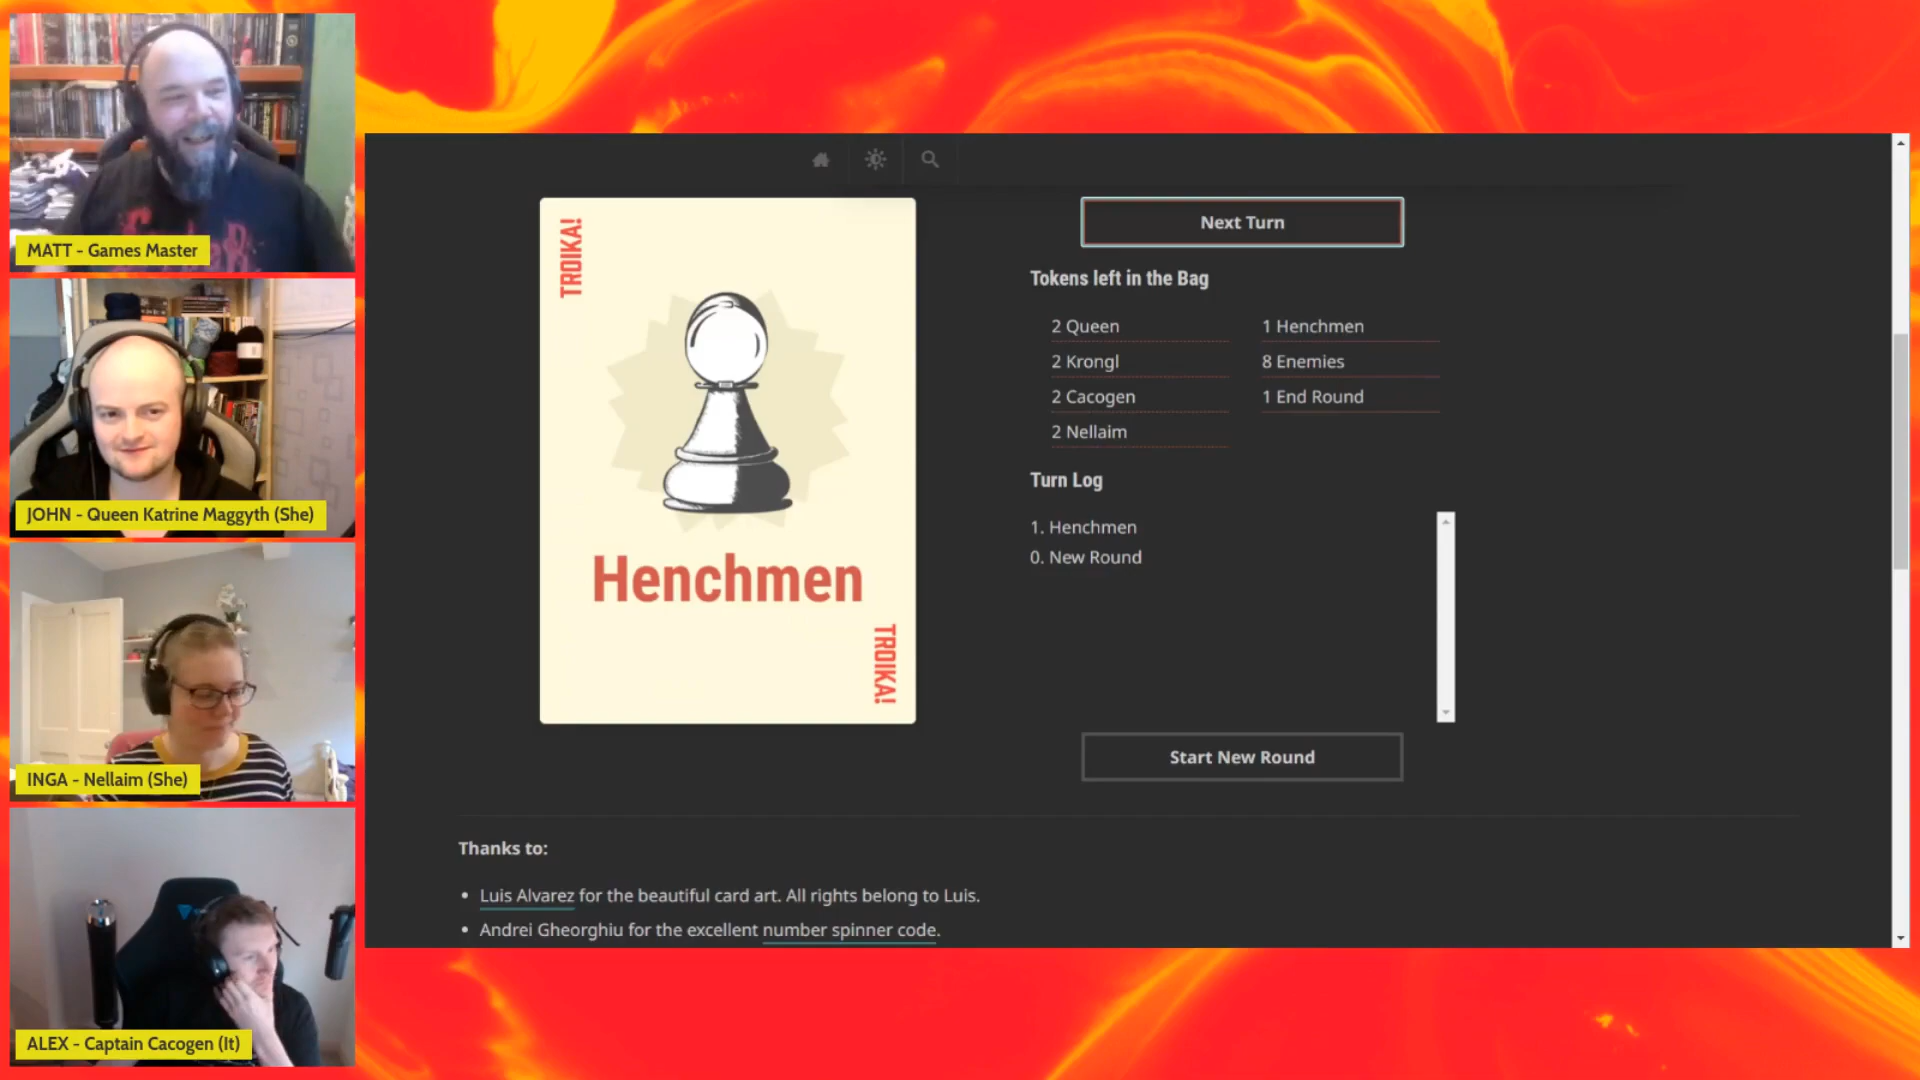 MATT - Games Master
JOHN - Queen Katrine Maggyth (She)
INGA - Nellaim (She)
ALEX - Captain Cacogen (It)
TROIKA!
Henchmen
TROIKA!
Next Turn
Tokens left in the Bag
2 Queen
1 Henchmen
2 Krongl
8 Enemies
2 Cacogen
1 End Round
2 Nellaim
Turn Log
1. Henchmen
0. New Round
Start New Round
Thanks to:
• Luis Alvarez for the beautiful card art. All rights belong to Luis.
• Andrei Gheorghiu for the excellent number spinner code.